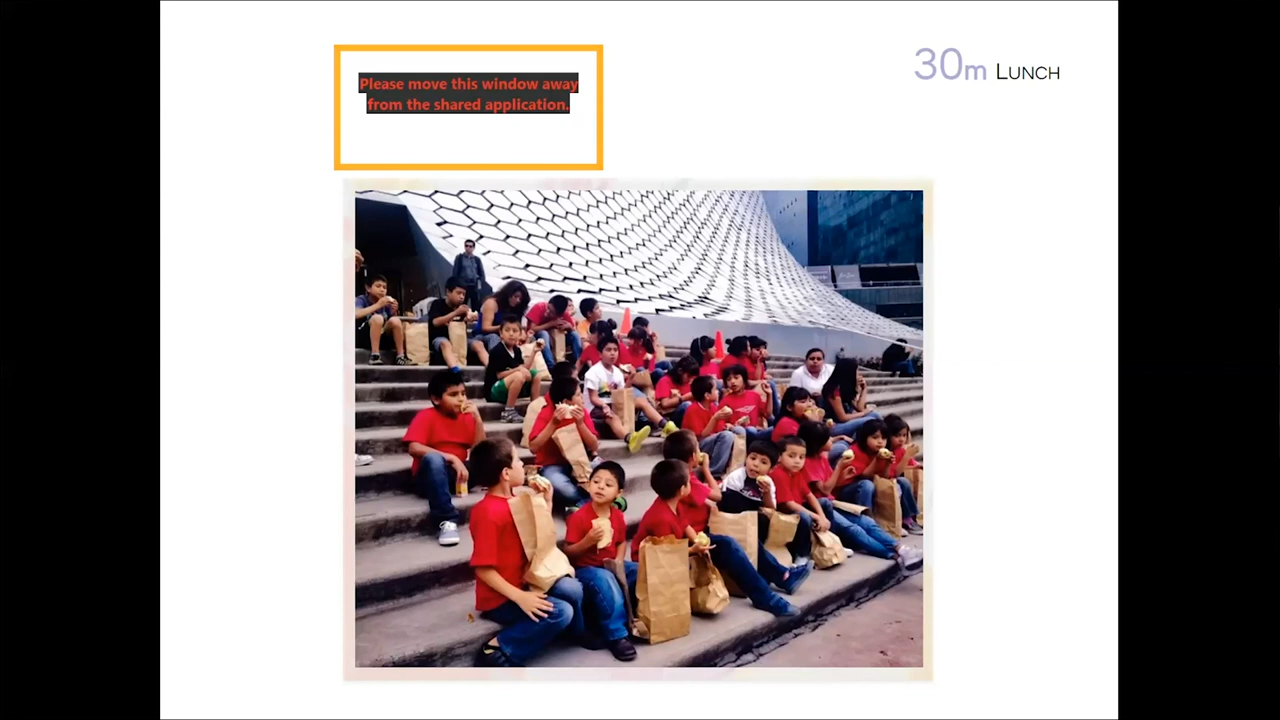 Please move this window away
from the shared application.
30m LUNCH